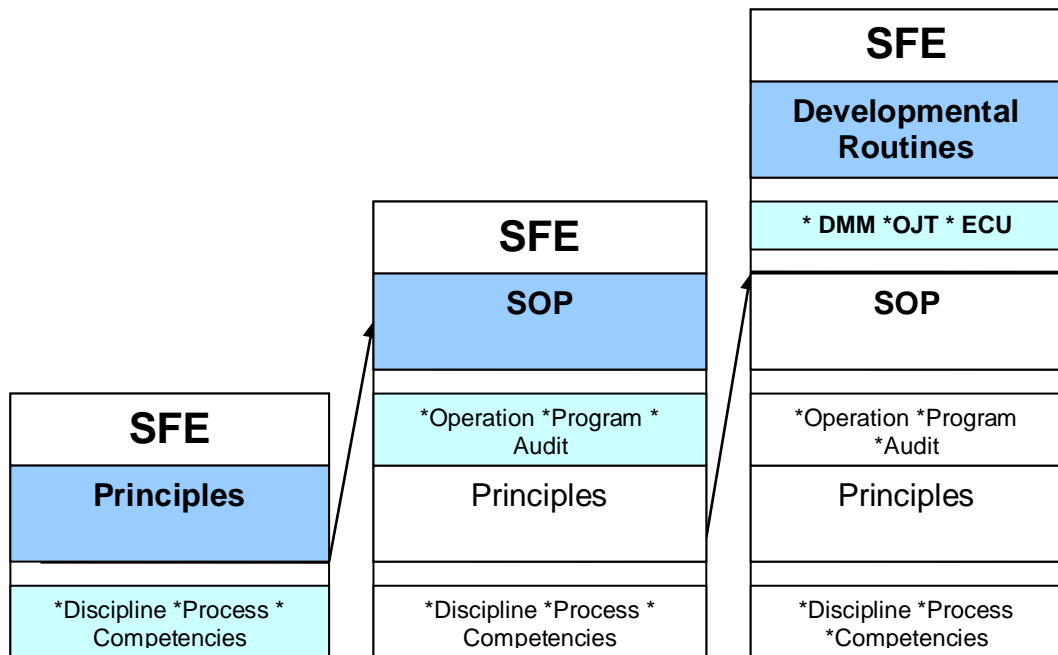 SFE
Principles
*Discipline *Process *
Competencies
SFE
SOP
*Operation *Program *
Audit
Principles
*Discipline *Process *
Competencies
SFE
Developmental
Routines
* DMM *OJT * ECU
SOP
*Operation *Program
*Audit
Principles
*Discipline *Process
*Competencies